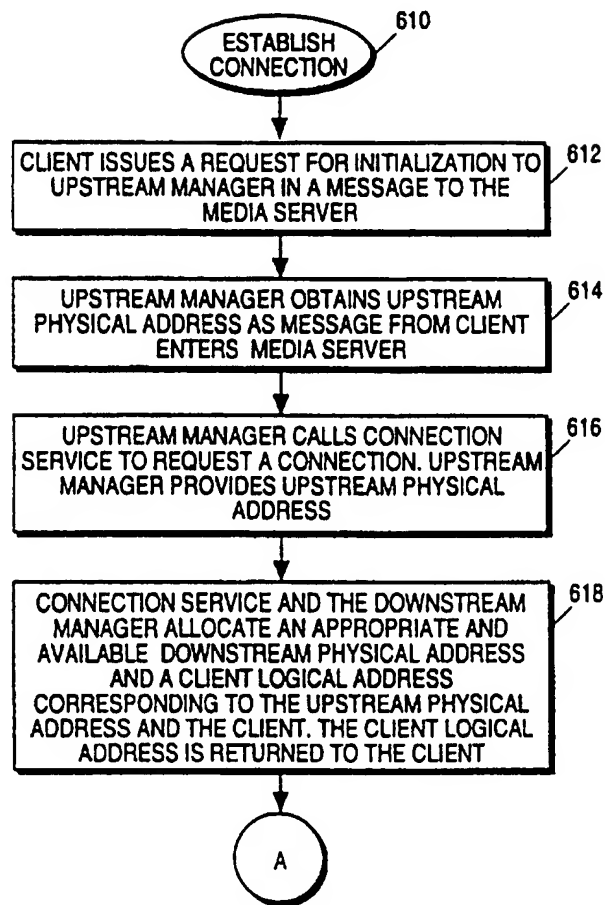 ESTABLISH
CONNECTION
610
CLIENT ISSUES A REQUEST FOR INITIALIZATION TO
UPSTREAM MANAGER IN A MESSAGE TO THE
MEDIA SERVER
612
UPSTREAM MANAGER OBTAINS UPSTREAM
PHYSICAL ADDRESS AS MESSAGE FROM CLIENT
ENTERS MEDIA SERVER
614
UPSTREAM MANAGER CALLS CONNECTION
SERVICE TO REQUEST A CONNECTION. UPSTREAM
MANAGER PROVIDES UPSTREAM PHYSICAL
ADDRESS
616
CONNECTION SERVICE AND THE DOWNSTREAM
MANAGER ALLOCATE AN APPROPRIATE AND
AVAILABLE DOWNSTREAM PHYSICAL ADDRESS
AND A CLIENT LOGICAL ADDRESS
CORRESPONDING TO THE UPSTREAM PHYSICAL
ADDRESS AND THE CLIENT. THE CLIENT LOGICAL
ADDRESS IS RETURNED TO THE CLIENT
618
A